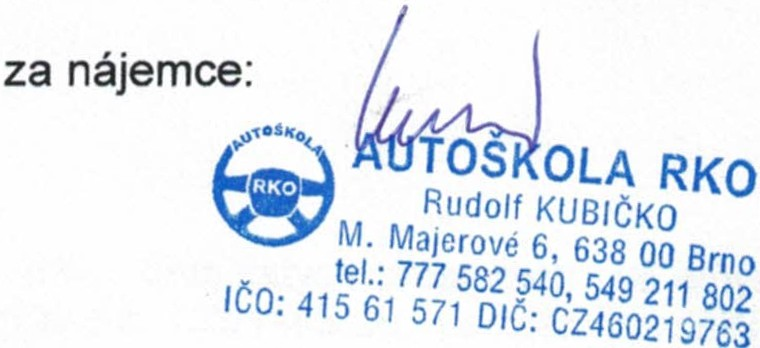 za nájemce:
AUTOŠKOLA
RKO
AUTOŠKOLA RKO
Rudolf KUBIČKO
M. Majerové 6, 638 00 Brno
tel.: 777 582 540, 549 211 802
IČO: 415 61 571 DIČ: CZ460219763